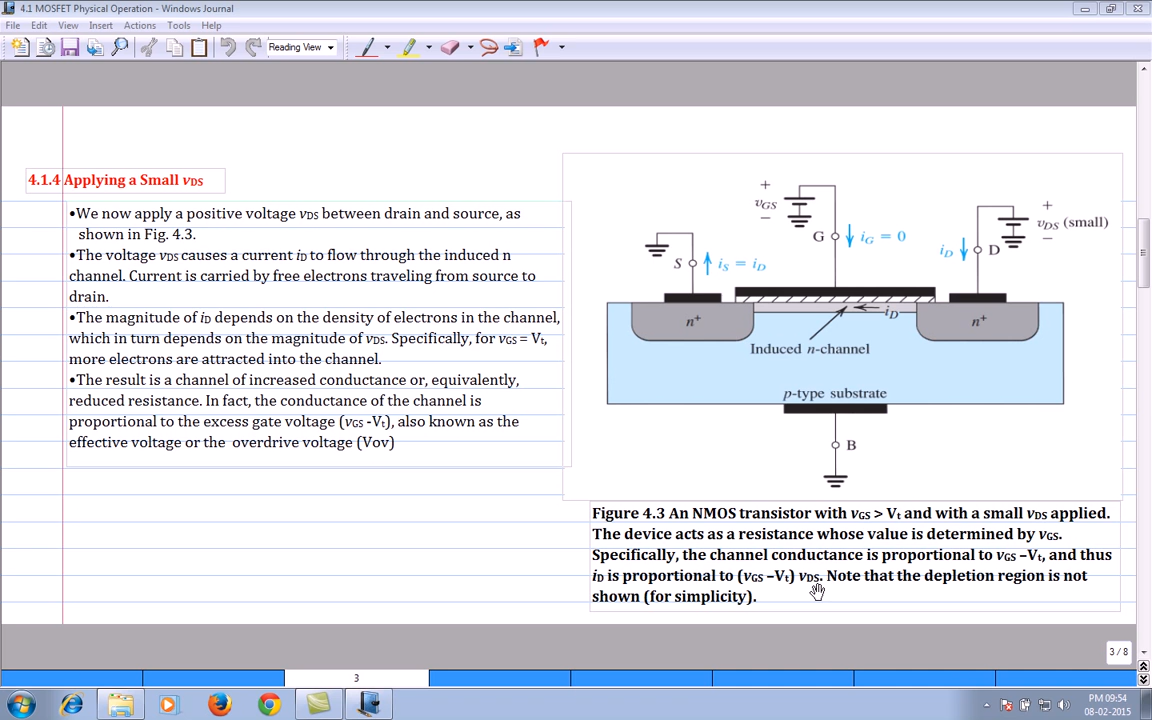 4.1 MOSFET Physical Operation - Windows Journal
File Edit View Insert Actions Tools Help
Reading View
4.1.4 Applying a Small vDS
•We now apply a positive voltage vDS between drain and source, as
shown in Fig. 4.3.
•The voltage vDS causes a current iD to flow through the induced n
channel. Current is carried by free electrons traveling from source to
drain.
•The magnitude of iD depends on the density of electrons in the channel,
which in turn depends on the magnitude of vDS. Specifically, for vGS = Vt,
more electrons are attracted into the channel.
•The result is a channel of increased conductance or, equivalently,
reduced resistance. In fact, the conductance of the channel is
proportional to the excess gate voltage (vGS -Vt), also known as the
effective voltage or the overdrive voltage (Vov)
+
vGS
−
G
iG = 0
+
vDS (small)
−
iD
D
S
iS = iD
n+
iD
n+
Induced n-channel
p-type substrate
B
Figure 4.3 An NMOS transistor with vGS > Vt and with a small vDS applied.
The device acts as a resistance whose value is determined by vGS.
Specifically, the channel conductance is proportional to vGS –Vt, and thus
iD is proportional to (vGS –Vt) vDS. Note that the depletion region is not
shown (for simplicity).
3 / 8
3
PM 09:54
08-02-2015